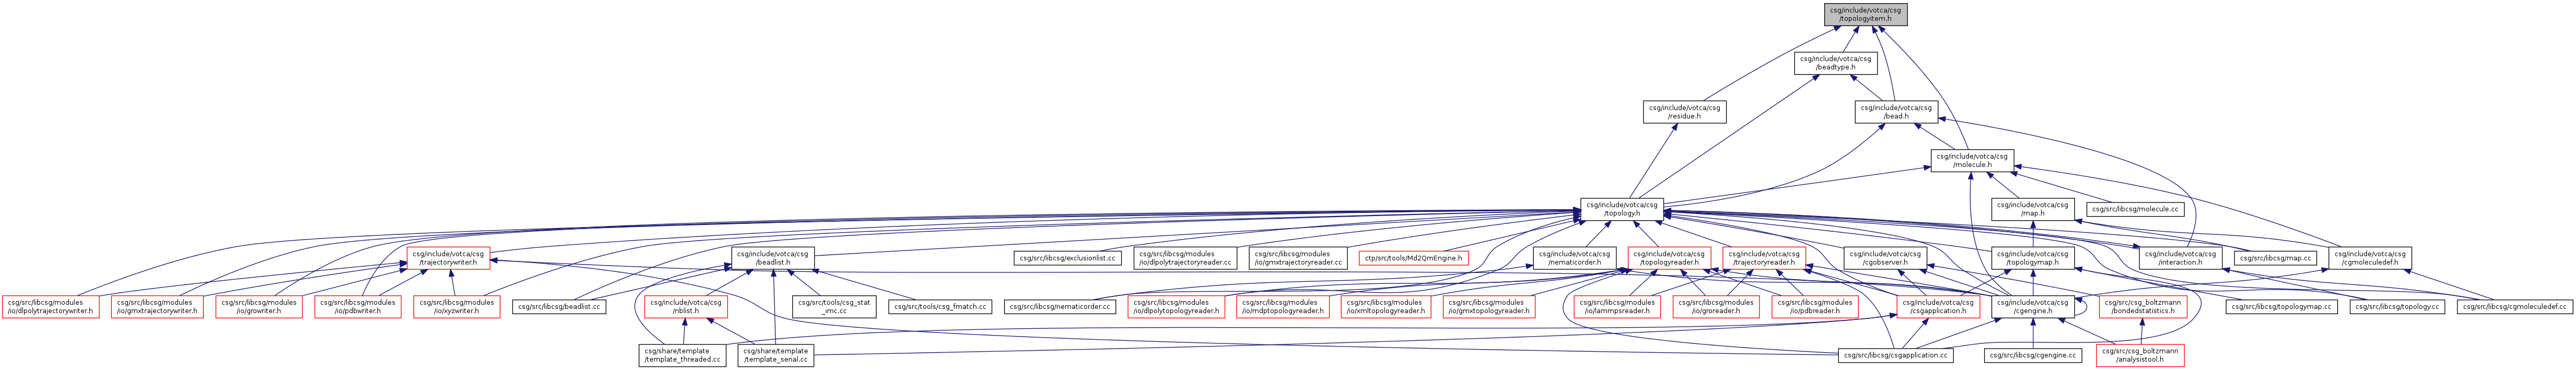 csg/include/votca/csg
/topologyitem.h
csg/include/votca/csg
/beadtype.h
csg/include/votca/csg
/residue.h
csg/include/votca/csg
/bead.h
csg/include/votca/csg
/molecule.h
csg/include/votca/csg
/topology.h
csg/include/votca/csg
/map.h
csg/src/libcsg/molecule.cc
csg/include/votca/csg
/trajectorywriter.h
csg/include/votca/csg
/beadlist.h
csg/src/libcsg/exclusionlist.cc
csg/src/libcsg/modules
/io/dlpolytrajectoryreader.cc
csg/src/libcsg/modules
/io/gmxtrajectoryreader.cc
ctp/src/tools/Md2QmEngine.h
csg/include/votca/csg
/nematicorder.h
csg/include/votca/csg
/topologyreader.h
csg/include/votca/csg
/trajectoryreader.h
csg/include/votca/csg
/cgobserver.h
csg/include/votca/csg
/topologymap.h
csg/include/votca/csg
/interaction.h
csg/src/libcsg/map.cc
csg/include/votca/csg
/cgmoleculedef.h
csg/src/libcsg/modules
/io/dlpolytrajectorywriter.h
csg/src/libcsg/modules
/io/gmxtrajectorywriter.h
csg/src/libcsg/modules
/io/growriter.h
csg/src/libcsg/modules
/io/pdbwriter.h
csg/src/libcsg/modules
/io/xyzwriter.h
csg/src/libcsg/beadlist.cc
csg/include/votca/csg
/nblist.h
csg/src/tools/csg_stat
_imc.cc
csg/src/tools/csg_fmatch.cc
csg/src/libcsg/nematicorder.cc
csg/src/libcsg/modules
/io/dlpolytopologyreader.h
csg/src/libcsg/modules
/io/mdptopologyreader.h
csg/src/libcsg/modules
/io/xmltopologyreader.h
csg/src/libcsg/modules
/io/gmxtopologyreader.h
csg/src/libcsg/modules
/io/lammpsreader.h
csg/src/libcsg/modules
/io/groreader.h
csg/src/libcsg/modules
/io/pdbreader.h
csg/include/votca/csg
/csgapplication.h
csg/include/votca/csg
/cgengine.h
csg/src/csg_boltzmann
/bondedstatistics.h
csg/src/libcsg/topologymap.cc
csg/src/libcsg/topology.cc
csg/src/libcsg/cgmoleculedef.cc
csg/share/template
/template_threaded.cc
csg/share/template
/template_serial.cc
csg/src/libcsg/csgapplication.cc
csg/src/libcsg/cgengine.cc
csg/src/csg_boltzmann
/analysistool.h